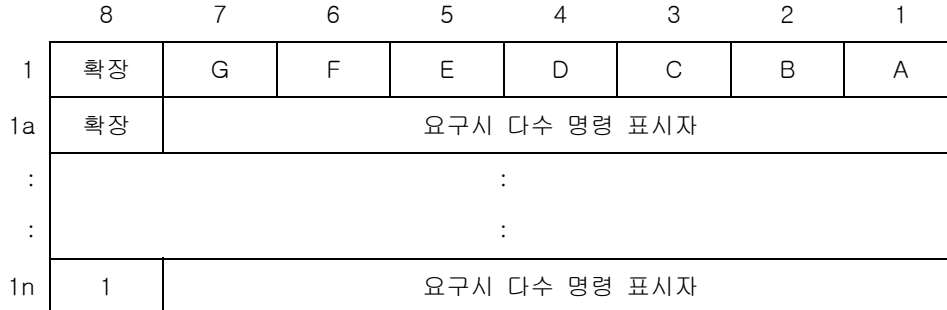 8 7 6 5 4 3 2 1
1 확장 G F E D C B A
1a 확장 요구시 다수 명령 표시자
: :
: :
1n 1 요구시 다수 명령 표시자